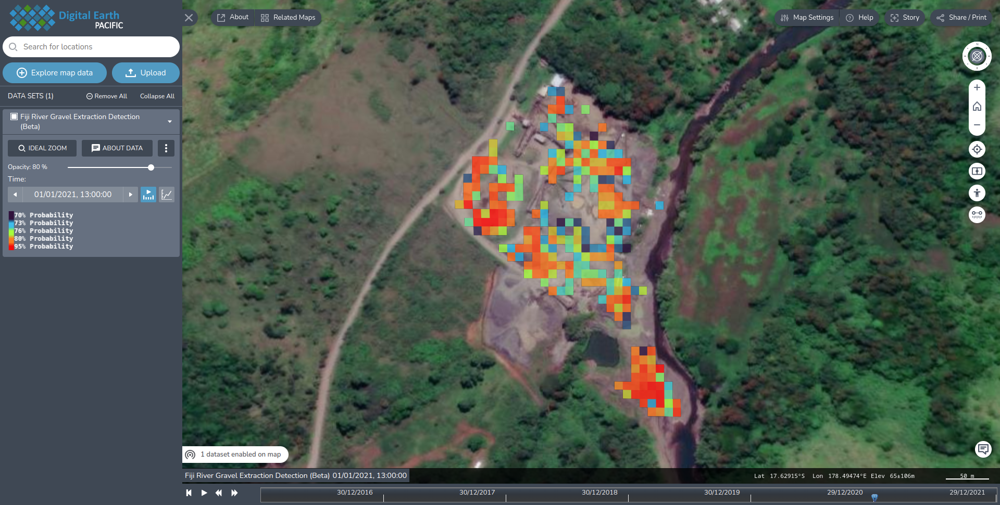 Digital Earth
PACIFIC
Search for locations
Explore map data
Upload
DATA SETS (1)
Remove All
Collapse All
Fiji River Gravel Extraction Detection
(Beta)
IDEAL ZOOM
ABOUT DATA
Opacity: 80 %
Time:
01/01/2021, 13:00:00
70% Probability
73% Probability
76% Probability
80% Probability
95% Probability
About
Related Maps
Map Settings
Help
Story
Share / Print
N
1 dataset enabled on map
Fiji River Gravel Extraction Detection (Beta) 01/01/2021, 13:00:00
Lat 17.62915°S Lon 178.49474°E Elev 65±106m
50 m
30/12/2016
30/12/2017
30/12/2018
30/12/2019
29/12/2020
29/12/2021